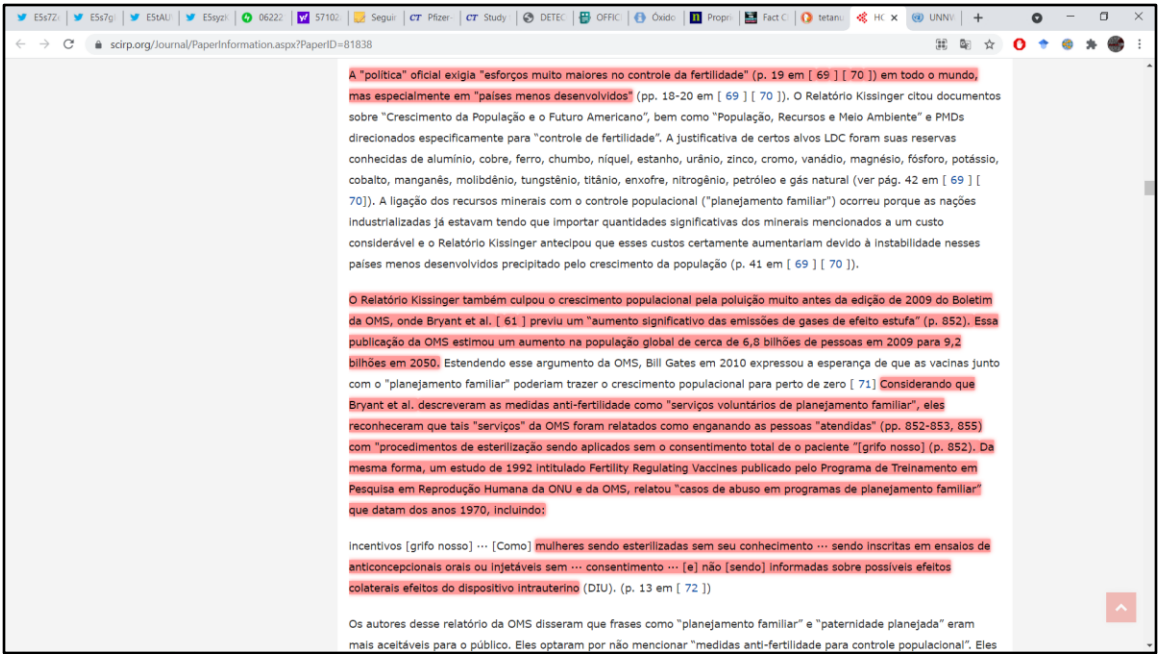 E5s7Z
E5s7g
E5tAU
E5syzl
06222
57102
Seguir
Pfizer-
Study
DETEC
OFFIC
Óxido
Propri
Fact C
tetanu
HC
UNNV
scirp.org/Journal/PaperInformation.aspx?PaperID=81838
A "política" oficial exigia "esforços muito maiores no controle da fertilidade" (p. 19 em [ 69 ] [ 70 ]) em todo o mundo,
mas especialmente em "países menos desenvolvidos" (pp. 18-20 em [ 69 ] [ 70 ]). O Relatório Kissinger citou documentos
sobre "Crescimento da População e o Futuro Americano", bem como "População, Recursos e Meio Ambiente" e PMDs
direcionados especificamente para "controle de fertilidade". A justificativa de certos alvos LDC foram suas reservas
conhecidas de alumínio, cobre, ferro, chumbo, níquel, estanho, urânio, zinco, cromo, vanádio, magnésio, fósforo, potássio,
cobalto, manganês, molibdênio, tungstênio, titânio, enxofre, nitrogênio, petróleo e gás natural (ver pág. 42 em [ 69 ] [
70]). A ligação dos recursos minerais com o controle populacional ("planejamento familiar") ocorreu porque as nações
industrializadas já estavam tendo que importar quantidades significativas dos minerais mencionados a um custo
considerável e o Relatório Kissinger antecipou que esses custos certamente aumentariam devido à instabilidade nesses
países menos desenvolvidos precipitado pelo crescimento da população (p. 41 em [ 69 ] [ 70 ]).
O Relatório Kissinger também culpou o crescimento populacional pela poluição muito antes da edição de 2009 do Boletim
da OMS, onde Bryant et al. [ 61 ] previu um "aumento significativo das emissões de gases de efeito estufa" (p. 852). Essa
publicação da OMS estimou um aumento na população global de cerca de 6,8 bilhões de pessoas em 2009 para 9,2
bilhões em 2050. Estendendo esse argumento da OMS, Bill Gates em 2010 expressou a esperança de que as vacinas junto
com o "planejamento familiar" poderiam trazer o crescimento populacional para perto de zero [ 71] Considerando que
Bryant et al. descreveram as medidas anti-fertilidade como "serviços voluntários de planejamento familiar", eles
reconheceram que tais "serviços" da OMS foram relatados como enganando as pessoas "atendidas" (pp. 852-853, 855)
com "procedimentos de esterilização sendo aplicados sem o consentimento total do o paciente "[grifo nosso] (p. 852). Da
mesma forma, um estudo de 1992 intitulado Fertility Regulating Vaccines publicado pelo Programa de Treinamento em
Pesquisa em Reprodução Humana da ONU e da OMS, relatou "casos de abuso em programas de planejamento familiar"
que datam dos anos 1970, incluindo:
incentivos [grifo nosso] ··· [Como] mulheres sendo esterilizadas sem seu conhecimento ··· sendo inscritas em ensaios de
anticoncepcionais orais ou injetáveis sem ··· consentimento ··· [e] não [sendo] informadas sobre possíveis efeitos
colaterais efeitos do dispositivo intrauterino (DIU). (p. 13 em [ 72 ])
Os autores desse relatório da OMS disseram que frases como "planejamento familiar" e "paternidade planejada" eram
mais aceitáveis para o público. Eles optaram por não mencionar "medidas anti-fertilidade para controle populacional". Eles